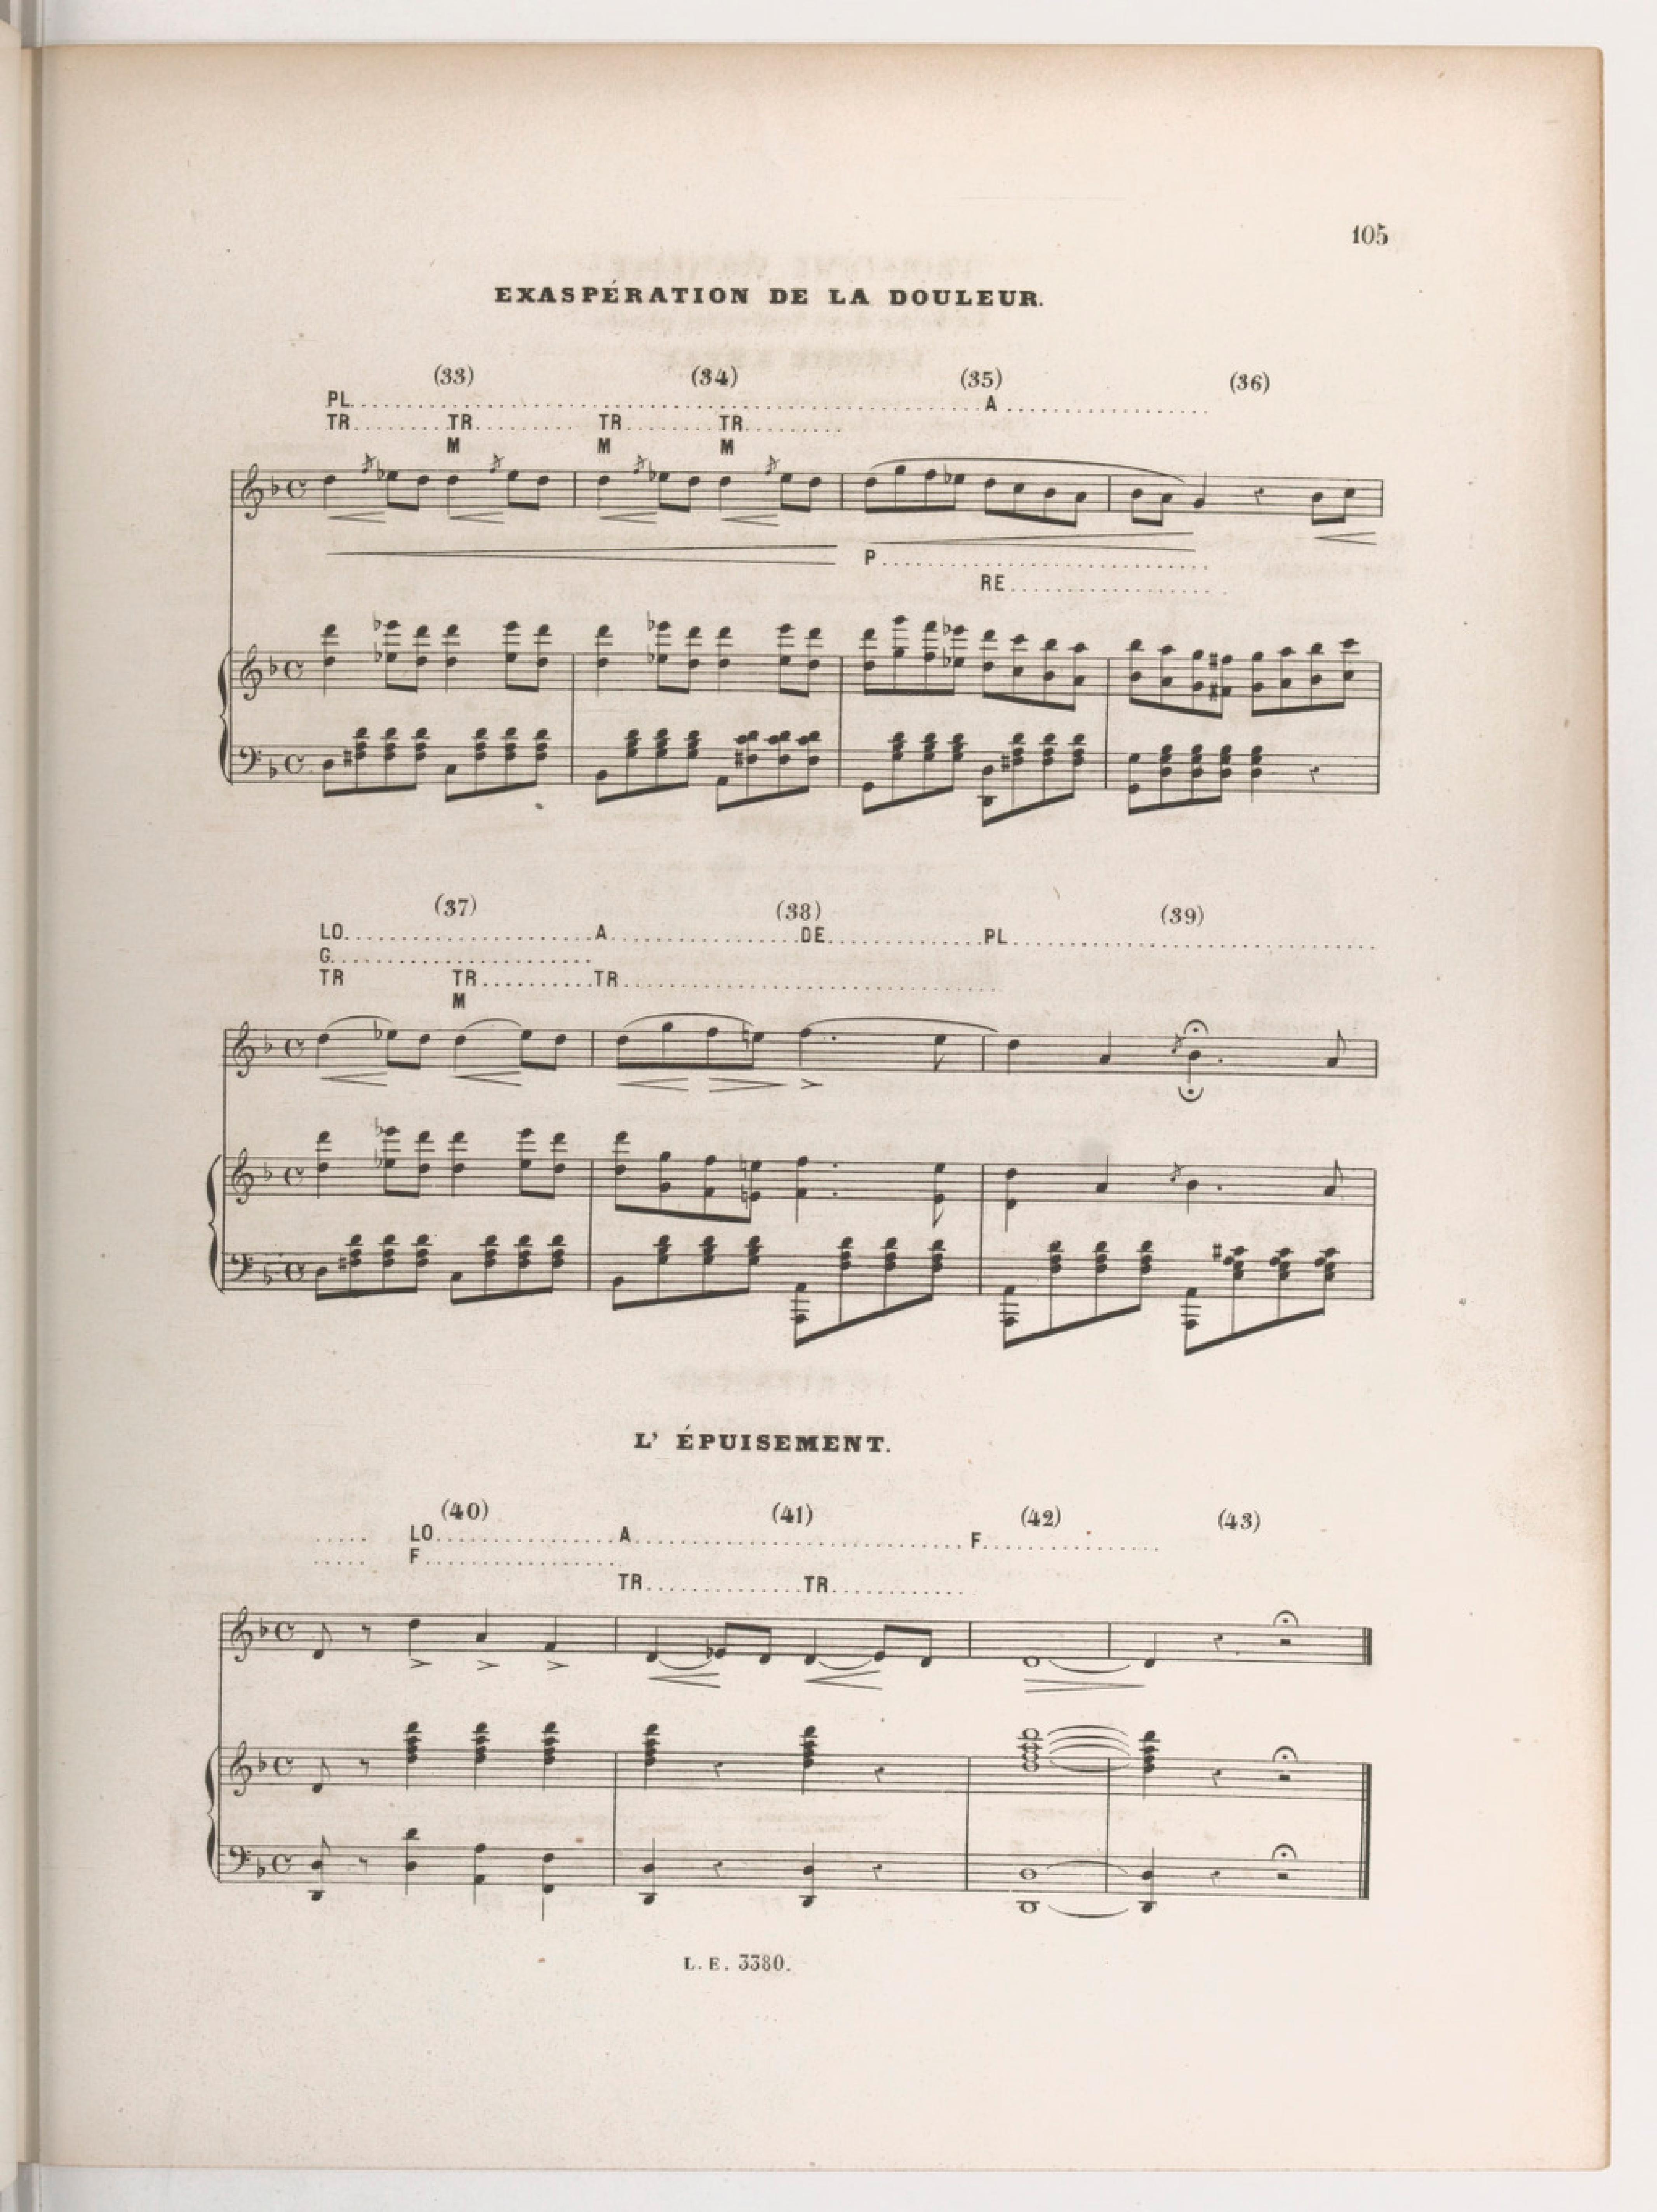 105
EXASPÉRATION DE LA DOULEUR.
(33) (34) (35) (36)
PL. A
TR TR TR TR
M M M
P
RE
(37) (38) (39)
LO A DE PL
G.
TR TR TR
M
L' ÉPUISEMENT.
(40) (41) (42) (43)
LO A F
F
TR TR
L. E. 3380.